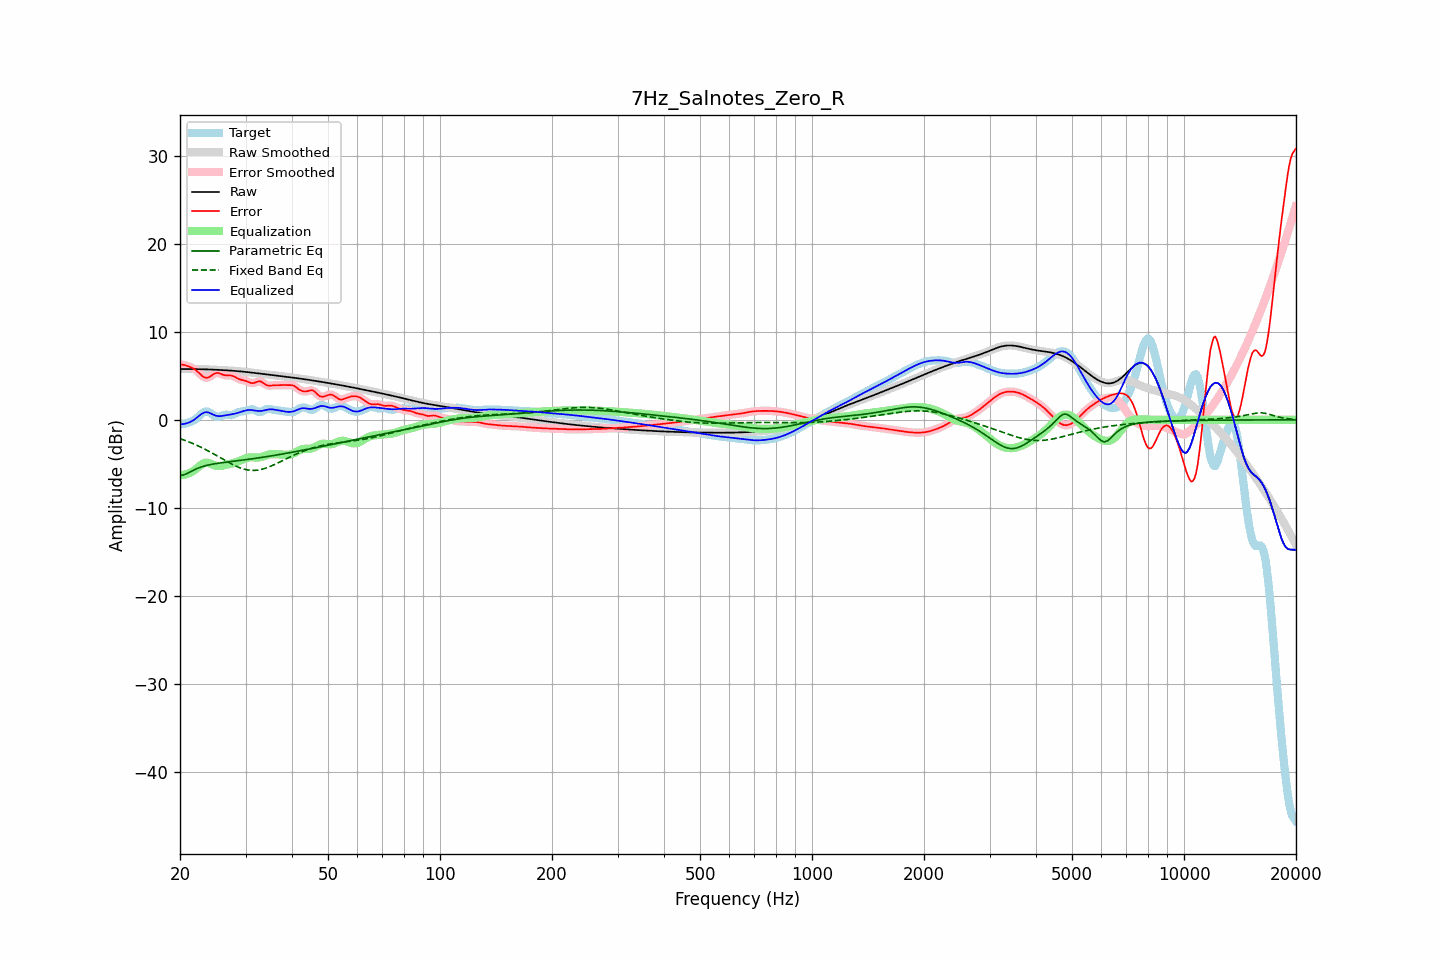 7Hz_Salnotes_Zero_R
Target
Raw Smoothed
Error Smoothed
Raw
Error
Equalization
Parametric Eq
Fixed Band Eq
Equalized
30
20
10
0
−10
−20
−30
−40
Amplitude (dBr)
20
50
100
200
500
1000
2000
5000
10000
20000
Frequency (Hz)